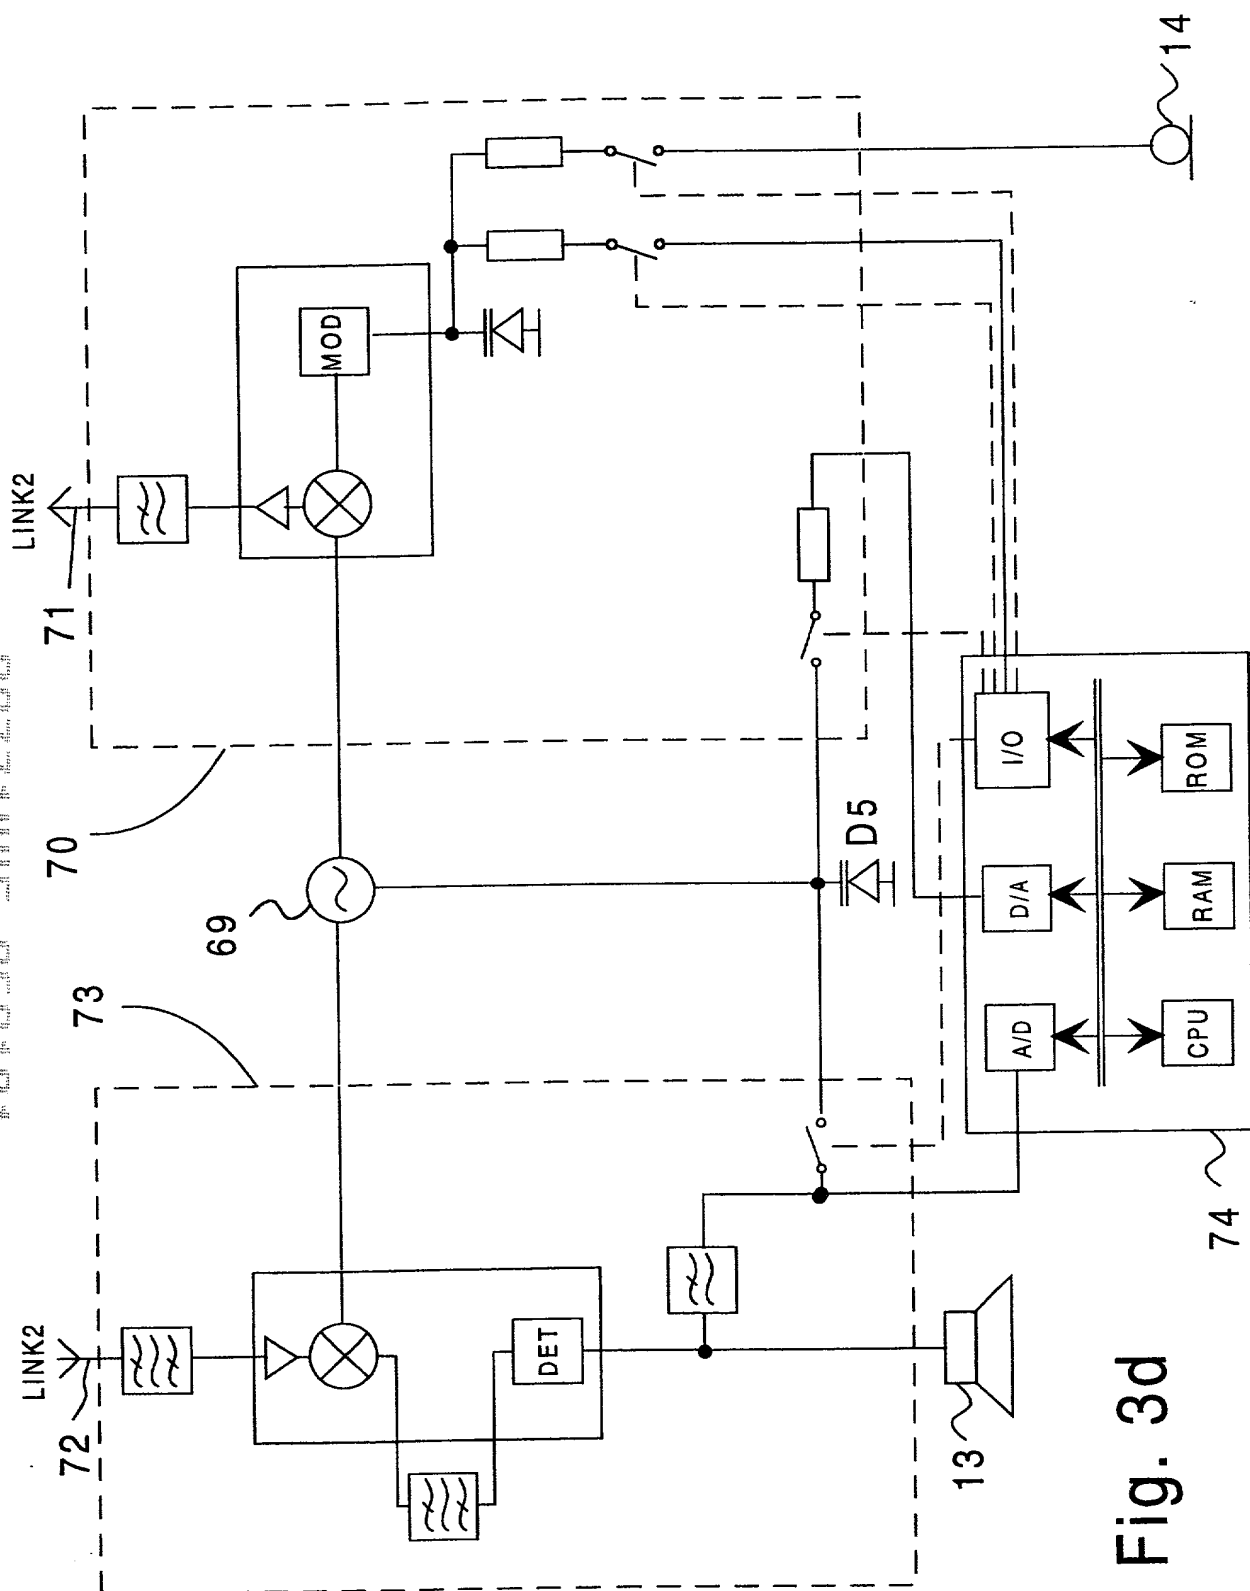 LINK2
72
73
69
70
71
LINK2
DET
MOD
D5
13
14
A/D
D/A
I/O
CPU
RAM
ROM
74
Fig. 3d